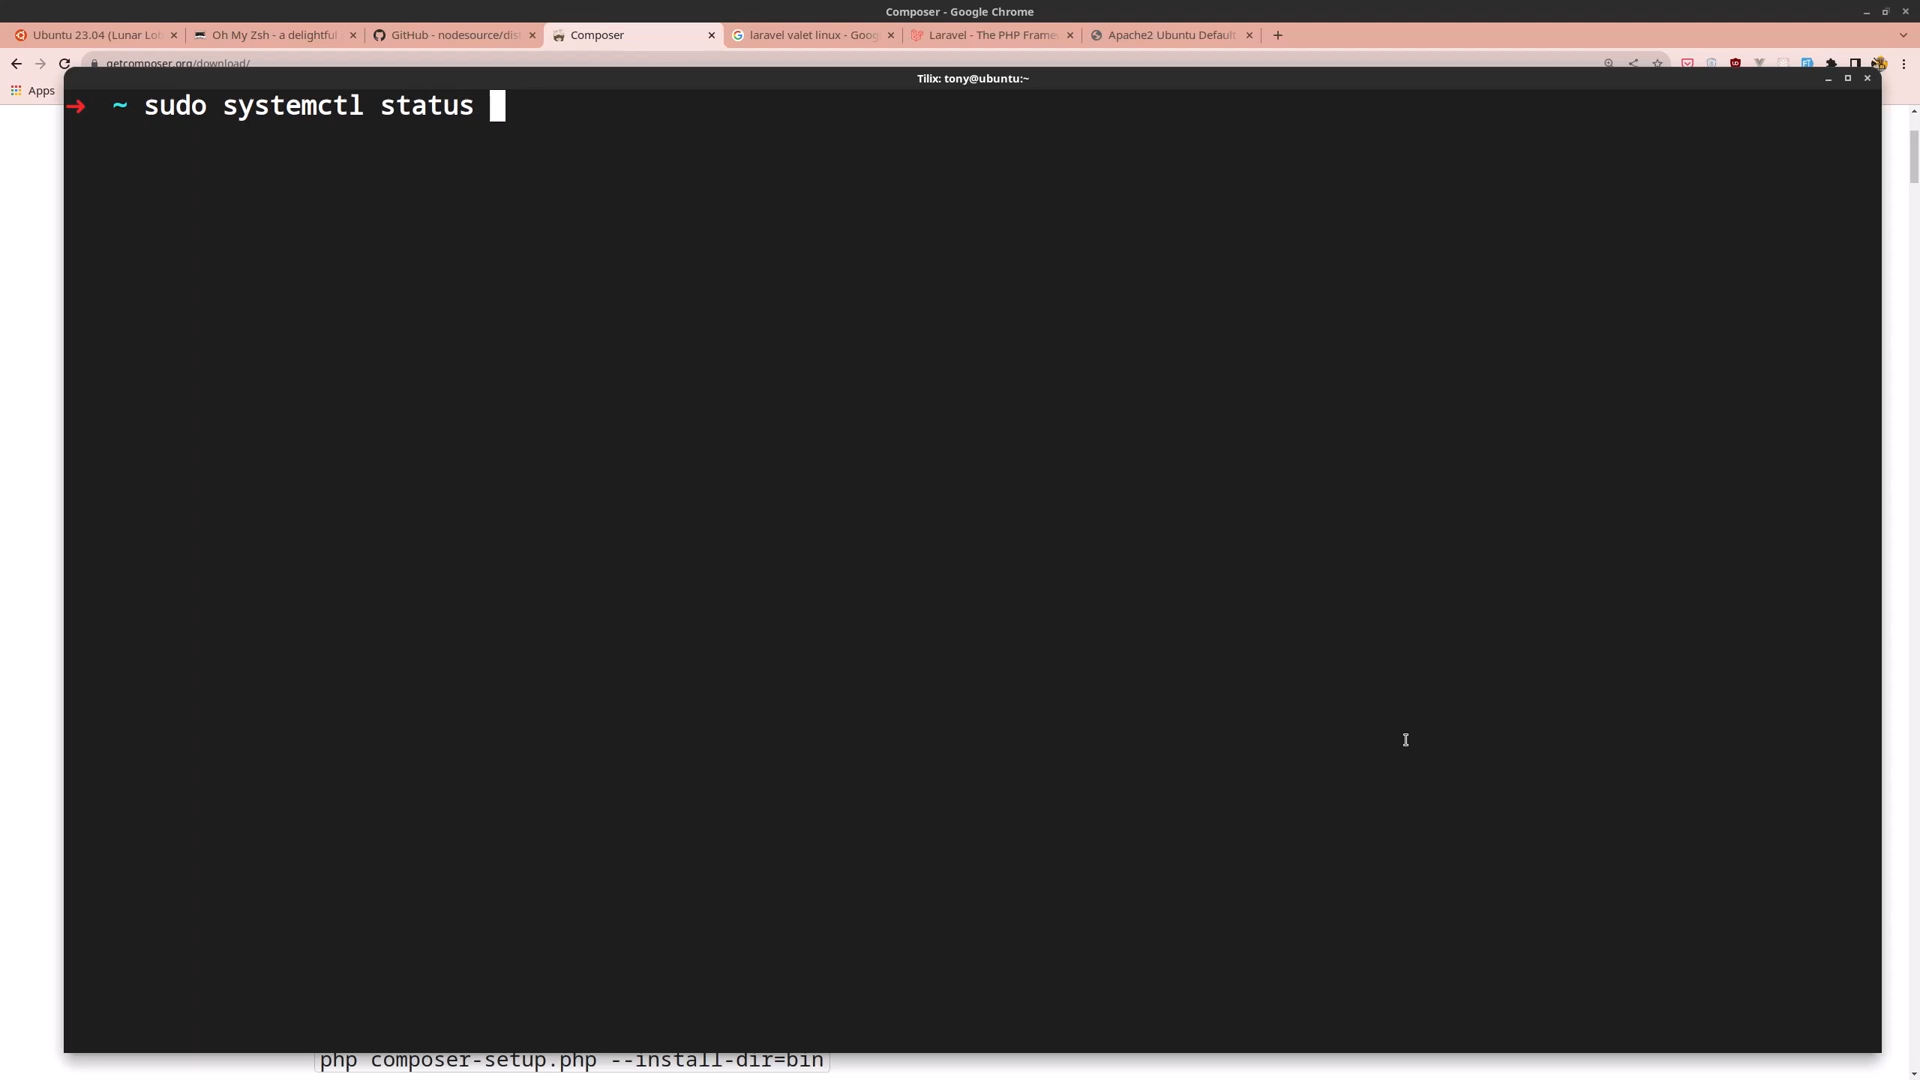 Composer - Google Chrome
Ubuntu 23.04 (Lunar Lob
Oh My Zsh - a delightful
GitHub - nodesource/dist
Composer
laravel valet linux - Goog
Laravel - The PHP Frame
Apache2 Ubuntu Default
getcomposer.org/download/
Apps
Tilix: tony@ubuntu:~
➜ ~ sudo systemctl status
php composer-setup.php --install-dir=bin